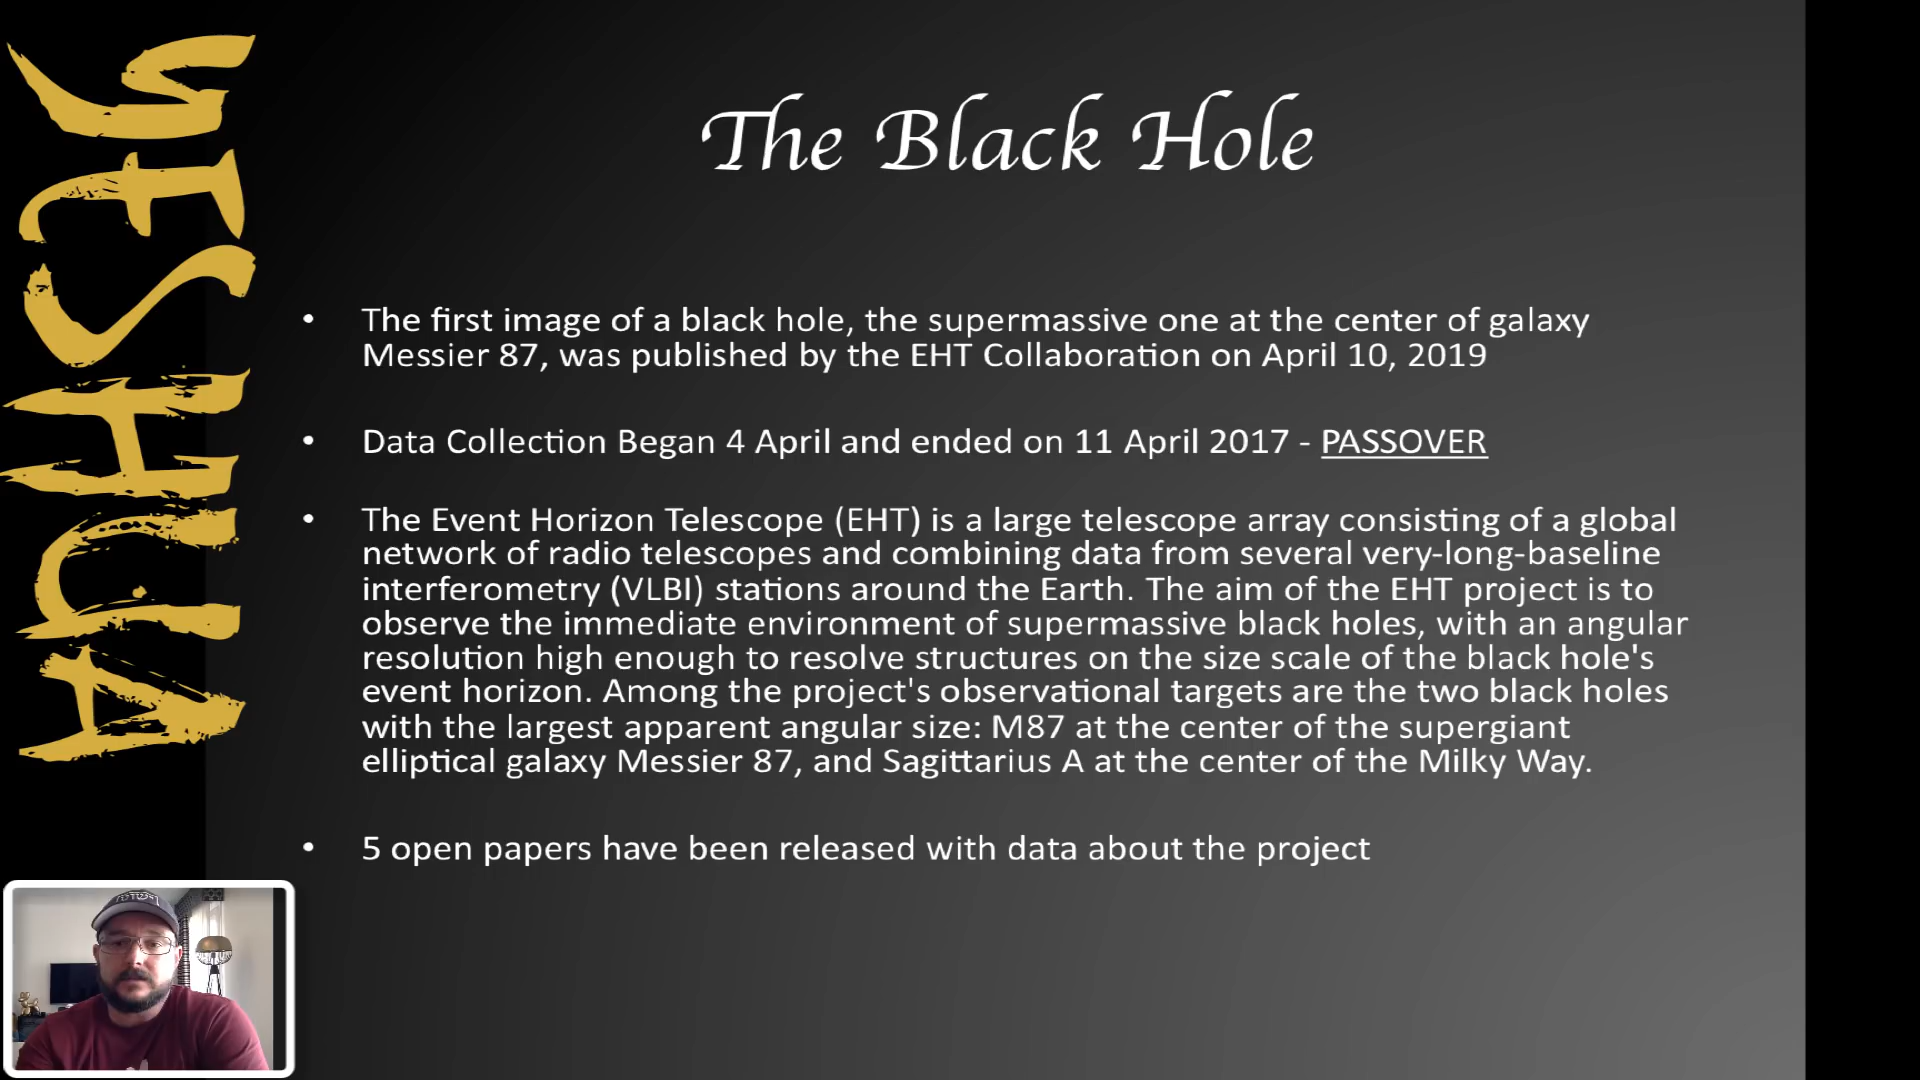 YESHUA
The Black Hole
• The first image of a black hole, the supermassive one at the center of galaxy
Messier 87, was published by the EHT Collaboration on April 10, 2019
• Data Collection Began 4 April and ended on 11 April 2017 - PASSOVER
• The Event Horizon Telescope (EHT) is a large telescope array consisting of a global
network of radio telescopes and combining data from several very-long-baseline
interferometry (VLBI) stations around the Earth. The aim of the EHT project is to
observe the immediate environment of supermassive black holes, with an angular
resolution high enough to resolve structures on the size scale of the black hole's
event horizon. Among the project's observational targets are the two black holes
with the largest apparent angular size: M87 at the center of the supergiant
elliptical galaxy Messier 87, and Sagittarius A at the center of the Milky Way.
• 5 open papers have been released with data about the project